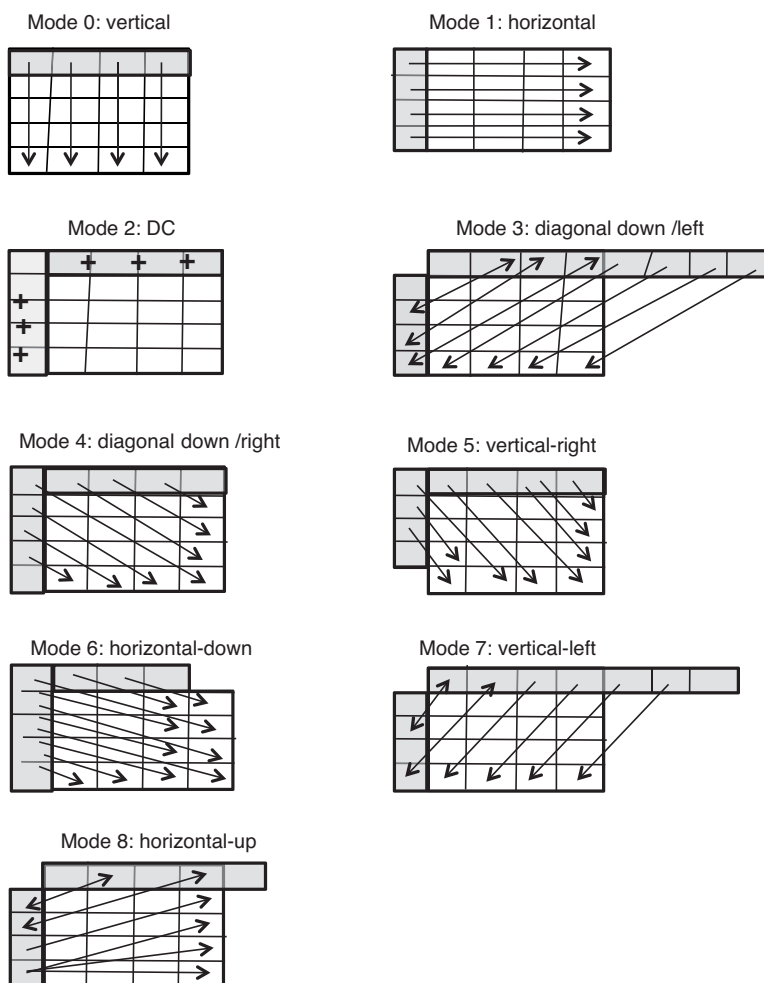 Mode 0: vertical
Mode 1: horizontal
Mode 2: DC
+ + +
+
+
+
Mode 3: diagonal down /left
Mode 4: diagonal down /right
Mode 5: vertical-right
Mode 6: horizontal-down
Mode 7: vertical-left
Mode 8: horizontal-up